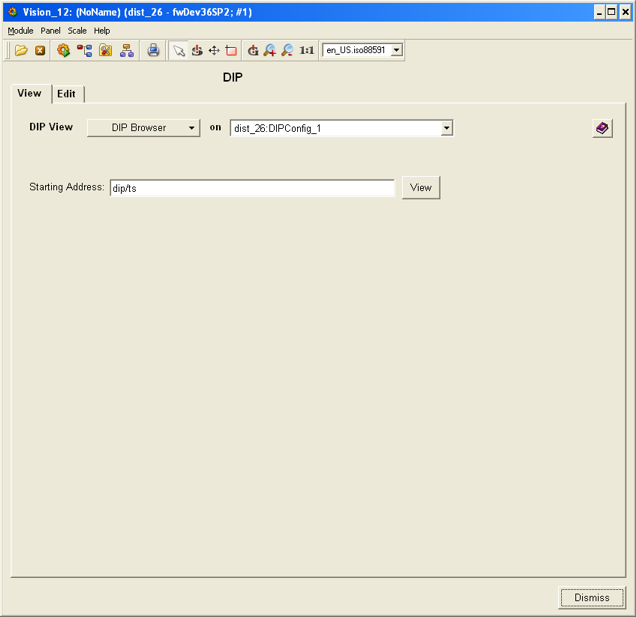 Vision_12: (NoName) (dist_26 - fwDev36SP2; #1)
Module Panel Scale Help
1:1 en_US.iso88591
DIP
View Edit
DIP View DIP Browser on dist_26:DIPConfig_1
Starting Address: dip/ts View
Dismiss